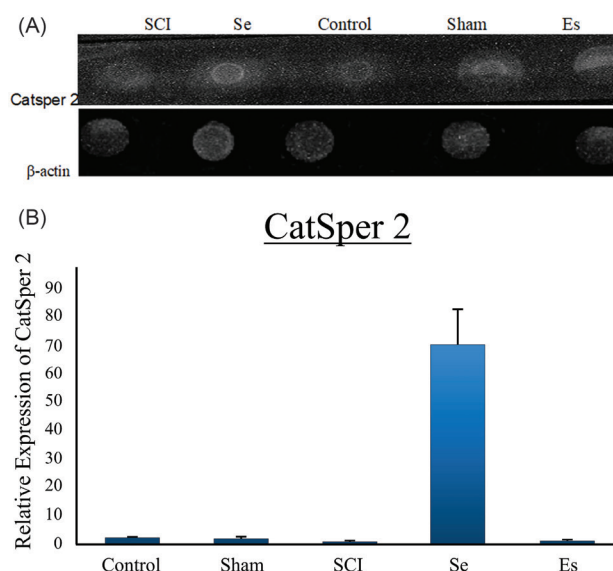 (A)
SCI Se Control Sham Es
Catsper 2
β-actin
(B)
CatSper 2
Relative Expression of CatSper 2
90
80
70
60
50
40
30
20
10
0
Control Sham SCI Se Es